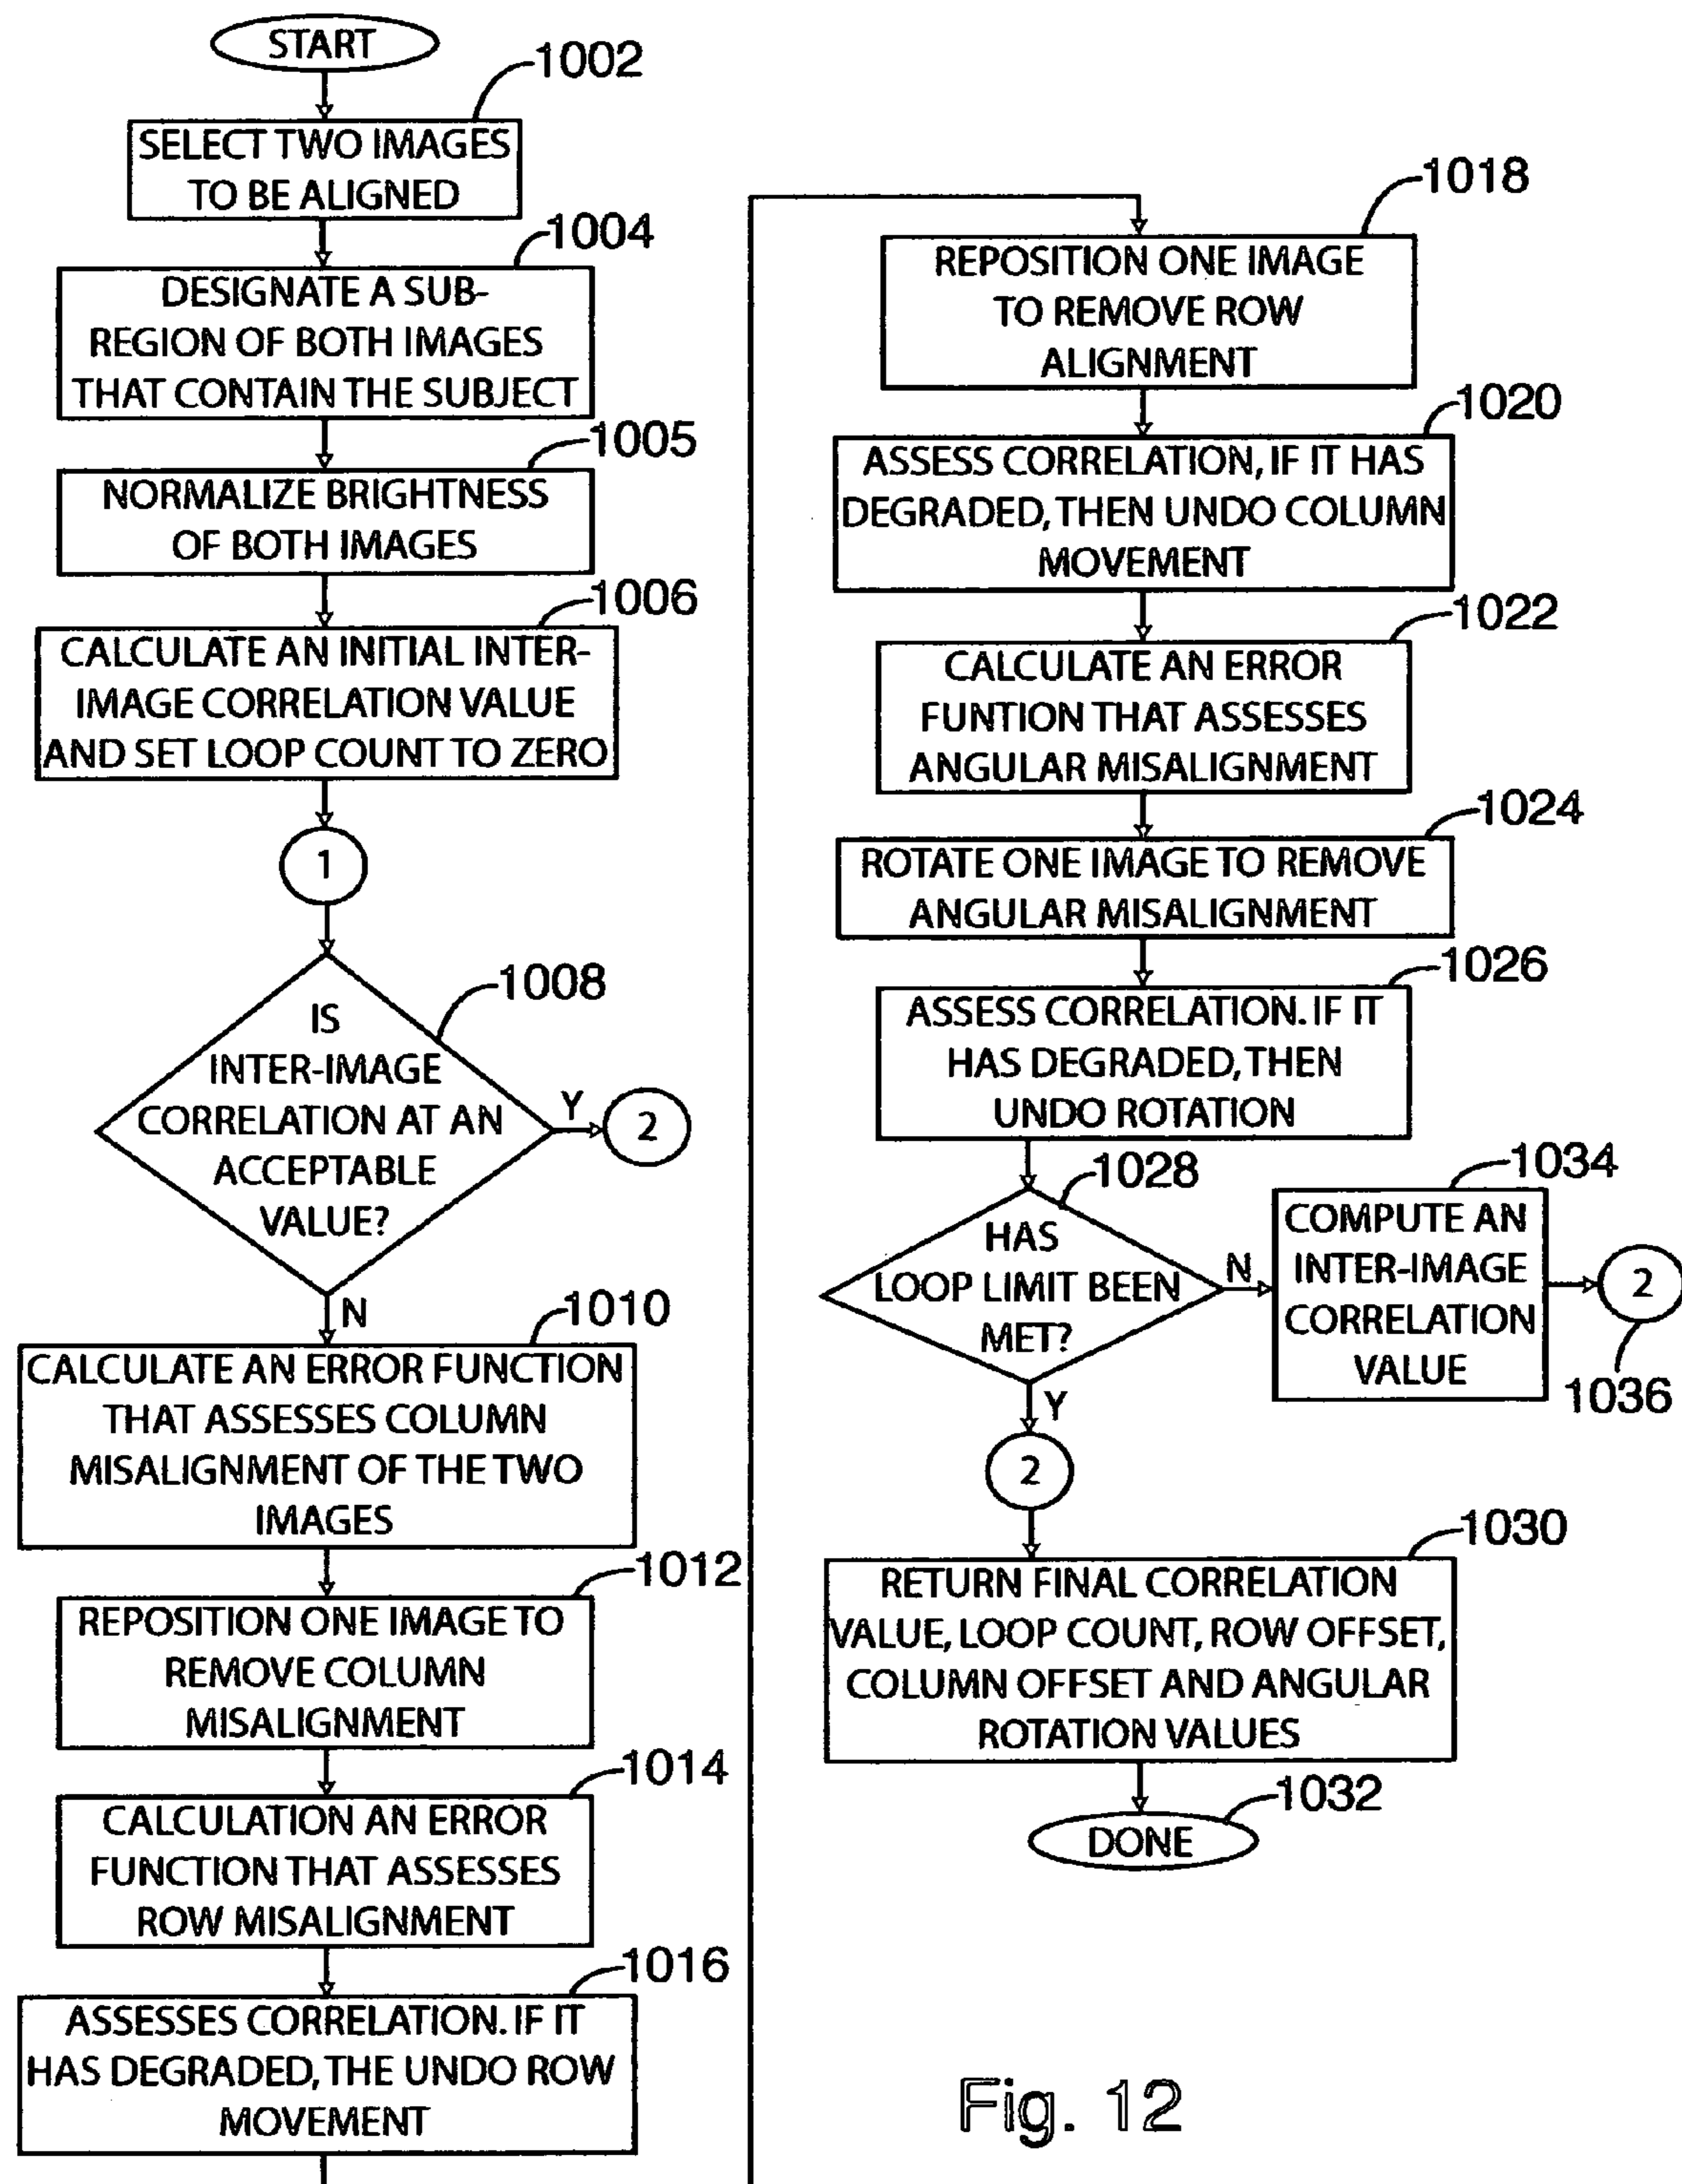 START
1002
SELECT TWO IMAGES
TO BE ALIGNED
1004
DESIGNATE A SUB-
REGION OF BOTH IMAGES
THAT CONTAIN THE SUBJECT
1005
NORMALIZE BRIGHTNESS
OF BOTH IMAGES
1006
CALCULATE AN INITIAL INTER-
IMAGE CORRELATION VALUE
AND SET LOOP COUNT TO ZERO
1
1008
IS
INTER-IMAGE
CORRELATION AT AN
ACCEPTABLE
VALUE?
Y
2
N
1010
CALCULATE AN ERROR FUNCTION
THAT ASSESSES COLUMN
MISALIGNMENT OF THE TWO
IMAGES
1012
REPOSITION ONE IMAGE TO
REMOVE COLUMN
MISALIGNMENT
1014
CALCULATION AN ERROR
FUNCTION THAT ASSESSES
ROW MISALIGNMENT
1016
ASSESSES CORRELATION. IF IT
HAS DEGRADED, THE UNDO ROW
MOVEMENT
1018
REPOSITION ONE IMAGE
TO REMOVE ROW
ALIGNMENT
1020
ASSESS CORRELATION, IF IT HAS
DEGRADED, THEN UNDO COLUMN
MOVEMENT
1022
CALCULATE AN ERROR
FUNTION THAT ASSESSES
ANGULAR MISALIGNMENT
1024
ROTATE ONE IMAGE TO REMOVE
ANGULAR MISALIGNMENT
1026
ASSESS CORRELATION. IF IT
HAS DEGRADED, THEN
UNDO ROTATION
1028
HAS
LOOP LIMIT BEEN
MET?
N
1034
COMPUTE AN
INTER-IMAGE
CORRELATION
VALUE
2
1036
Y
2
1030
RETURN FINAL CORRELATION
VALUE, LOOP COUNT, ROW OFFSET,
COLUMN OFFSET AND ANGULAR
ROTATION VALUES
1032
DONE
Fig. 12